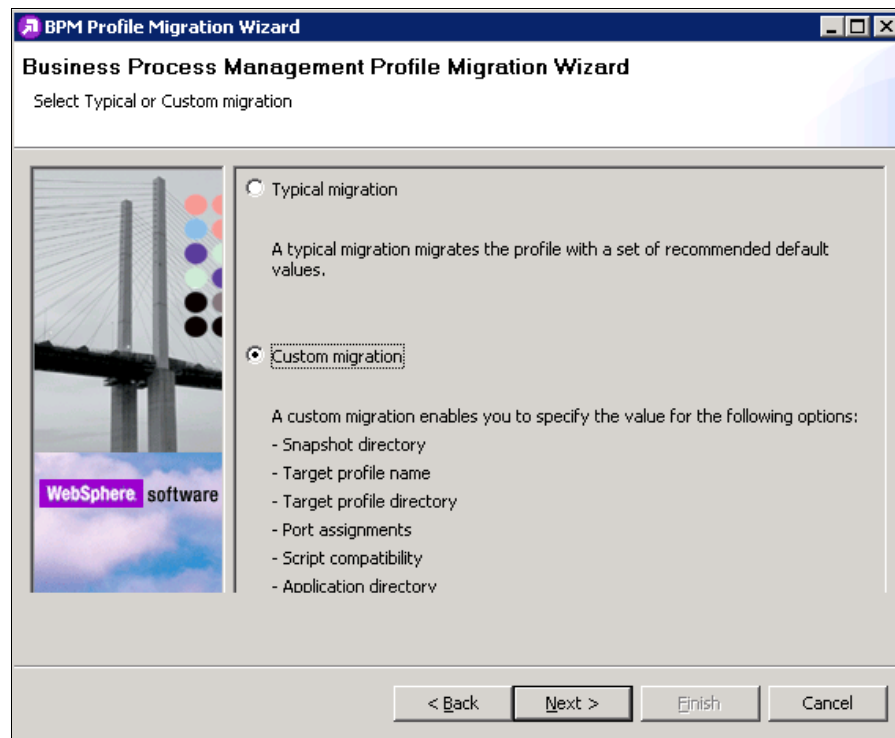 BPM Profile Migration Wizard
Business Process Management Profile Migration Wizard
Select Typical or Custom migration
Typical migration
A typical migration migrates the profile with a set of recommended default
values.
Custom migration
A custom migration enables you to specify the value for the following options:
- Snapshot directory
- Target profile name
- Target profile directory
- Port assignments
- Script compatibility
- Application directory
WebSphere. software
< Back
Next >
Finish
Cancel